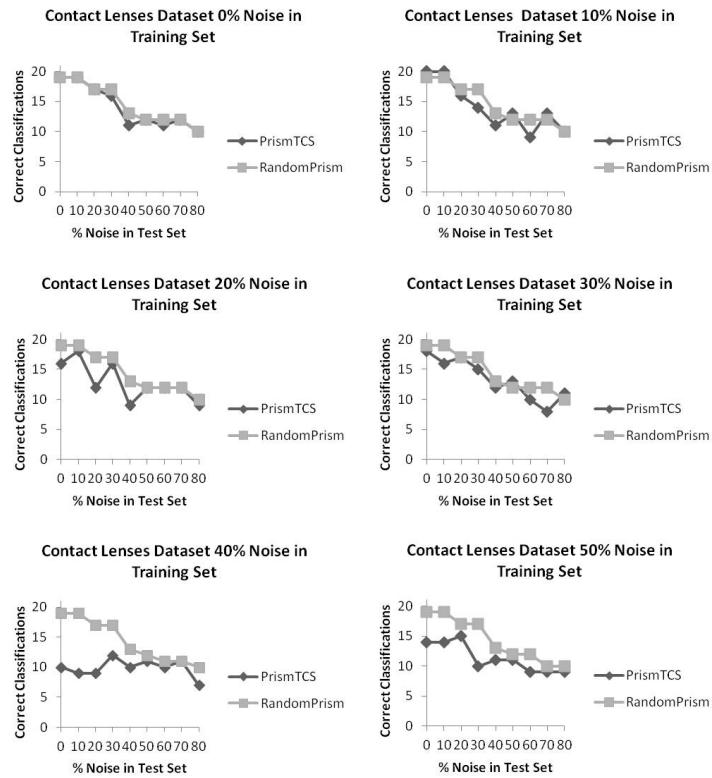 Contact Lenses Dataset 0% Noise in
Training Set
Correct Classifications
20
15
10
5
0
0 10 20 30 40 50 60 70 80
% Noise in Test Set
PrismTCS
RandomPrism
Contact Lenses  Dataset 10% Noise in
Training Set
Correct Classifications
20
15
10
5
0
0 10 20 30 40 50 60 70 80
% Noise in Test Set
PrismTCS
RandomPrism
Contact Lenses Dataset 20% Noise in
Training Set
Correct Classifications
20
15
10
5
0
0 10 20 30 40 50 60 70 80
% Noise in Test Set
PrismTCS
RandomPrism
Contact Lenses Dataset 30% Noise in
Training Set
Correct Classifications
20
15
10
5
0
0 10 20 30 40 50 60 70 80
% Noise in Test Set
PrismTCS
RandomPrism
Contact Lenses Dataset 40% Noise in
Training Set
Correct Classifications
20
15
10
5
0
0 10 20 30 40 50 60 70 80
% Noise in Test Set
PrismTCS
RandomPrism
Contact Lenses Dataset 50% Noise in
Training Set
Correct Classifications
20
15
10
5
0
0 10 20 30 40 50 60 70 80
% Noise in Test Set
PrismTCS
RandomPrism